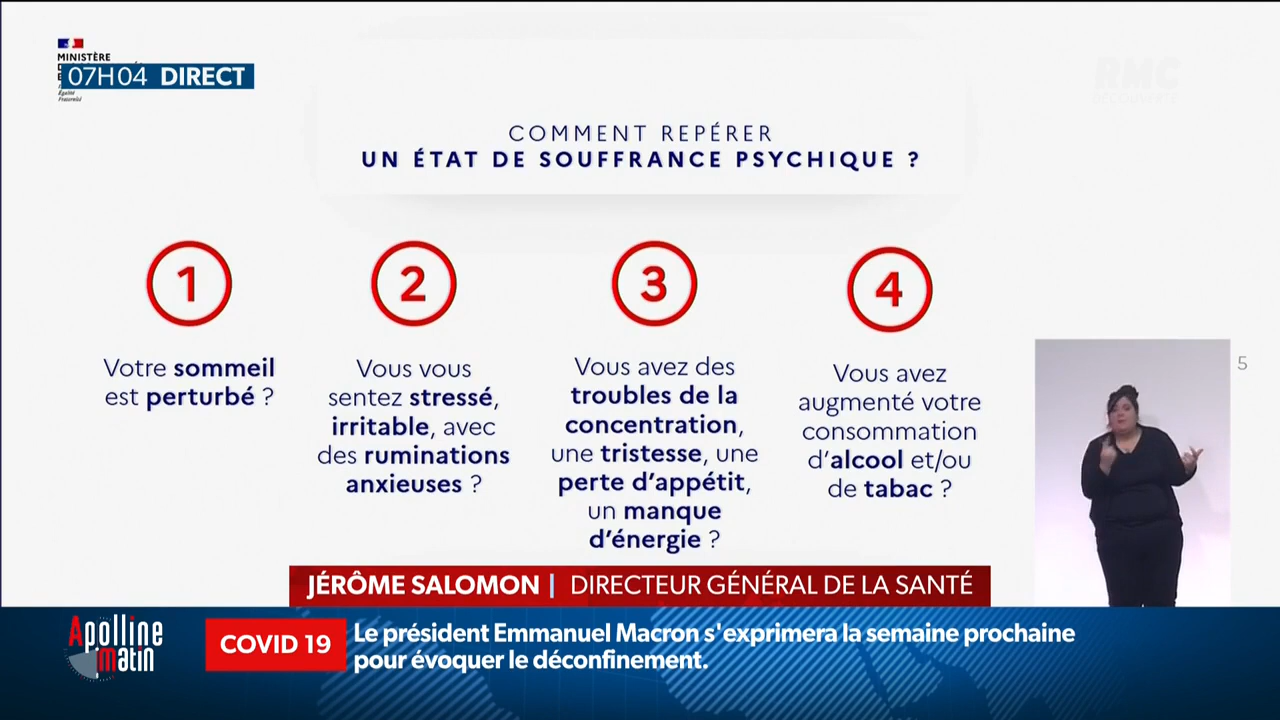 MINISTÈRE
07H04 DIRECT
Égalité
Fraternité
RMC
DÉCOUVERTE
COMMENT REPÉRER
UN ÉTAT DE SOUFFRANCE PSYCHIQUE ?
1
Votre sommeil
est perturbé ?
2
Vous vous
sentez stressé,
irritable, avec
des ruminations
anxieuses ?
3
Vous avez des
troubles de la
concentration,
une tristesse, une
perte d'appétit,
un manque
d'énergie ?
4
Vous avez
augmenté votre
consommation
d'alcool et/ou
de tabac ?
5
JÉRÔME SALOMON | DIRECTEUR GÉNÉRAL DE LA SANTÉ
Apolline
Matin
COVID 19
Le président Emmanuel Macron s'exprimera la semaine prochaine
pour évoquer le déconfinement.